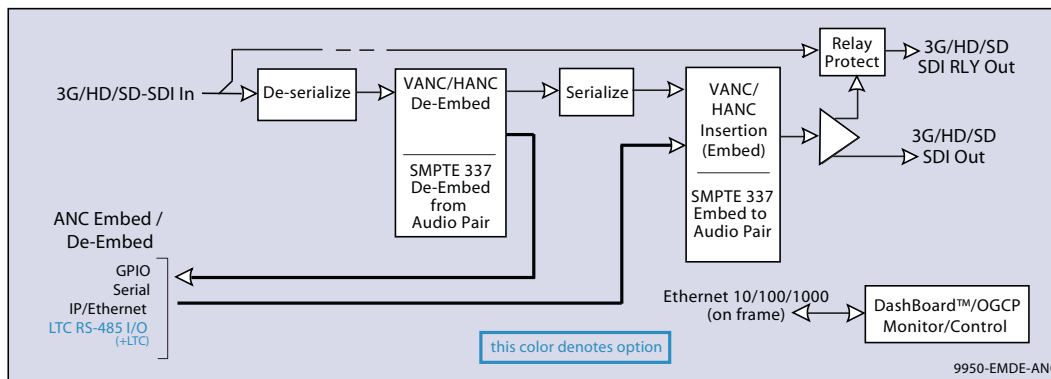 3G/HD/SD-SDI In
De-serialize
VANC/HANC
De-Embed
SMPTE 337
De-Embed
from
Audio Pair
Serialize
VANC/
HANC
Insertion
(Embed)
SMPTE 337
Embed to
Audio Pair
Relay
Protect
3G/HD/SD
SDI RLY Out
3G/HD/SD
SDI Out
ANC Embed /
De-Embed
GPIO
Serial
IP/Ethernet
LTC RS-485 I/O
(+LTC)
this color denotes option
Ethernet 10/100/1000
(on frame)
DashBoard™/OGCP
Monitor/Control
9950-EMDE-ANC